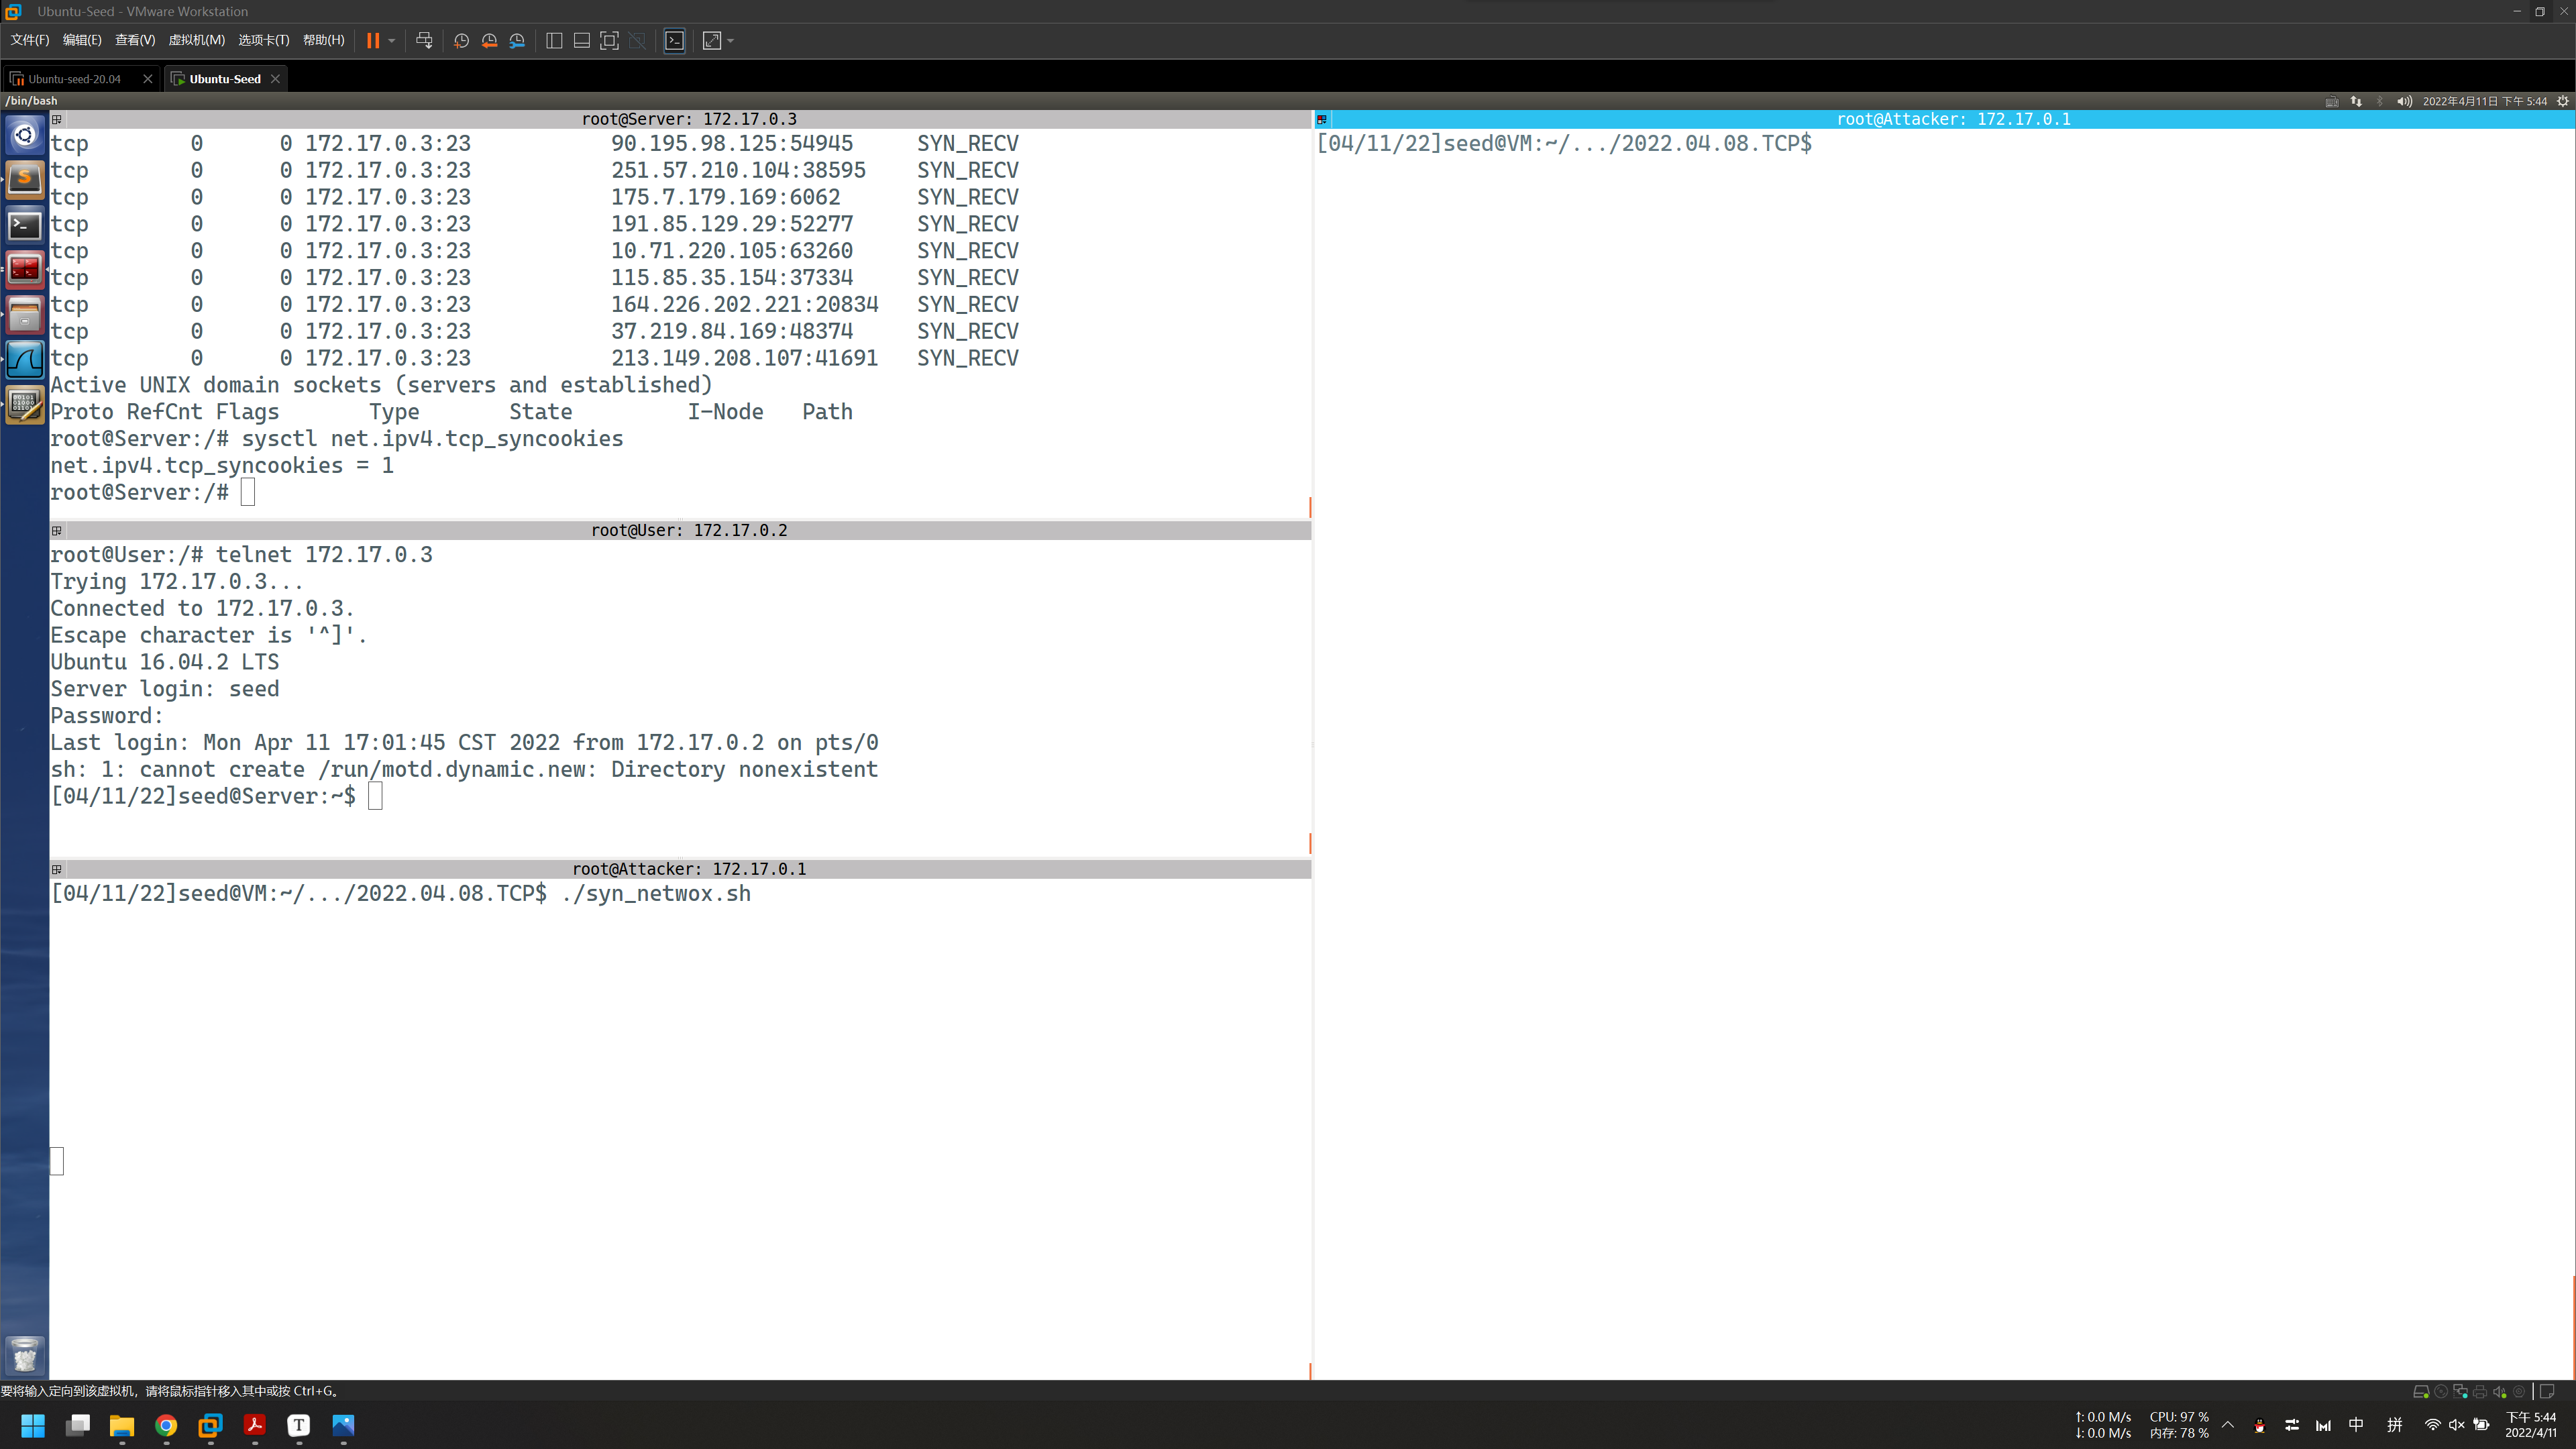 Ubuntu-Seed - VMware Workstation
文件(F) 编辑(E) 查看(V) 虚拟机(M) 选项卡(T) 帮助(H)
Ubuntu-seed-20.04 Ubuntu-Seed
/bin/bash 2022年4月11日 下午 5:44
root@Server: 172.17.0.3
tcp 0 0 172.17.0.3:23 90.195.98.125:54945 SYN_RECV
tcp 0 0 172.17.0.3:23 251.57.210.104:38595 SYN_RECV
tcp 0 0 172.17.0.3:23 175.7.179.169:6062 SYN_RECV
tcp 0 0 172.17.0.3:23 191.85.129.29:52277 SYN_RECV
tcp 0 0 172.17.0.3:23 10.71.220.105:63260 SYN_RECV
tcp 0 0 172.17.0.3:23 115.85.35.154:37334 SYN_RECV
tcp 0 0 172.17.0.3:23 164.226.202.221:20834 SYN_RECV
tcp 0 0 172.17.0.3:23 37.219.84.169:48374 SYN_RECV
tcp 0 0 172.17.0.3:23 213.149.208.107:41691 SYN_RECV
Active UNIX domain sockets (servers and established)
Proto RefCnt Flags Type State I-Node Path
root@Server:/# sysctl net.ipv4.tcp_syncookies
net.ipv4.tcp_syncookies = 1
root@Server:/#
root@User: 172.17.0.2
root@User:/# telnet 172.17.0.3
Trying 172.17.0.3...
Connected to 172.17.0.3.
Escape character is '^]'.
Ubuntu 16.04.2 LTS
Server login: seed
Password:
Last login: Mon Apr 11 17:01:45 CST 2022 from 172.17.0.2 on pts/0
sh: 1: cannot create /run/motd.dynamic.new: Directory nonexistent
[04/11/22]seed@Server:~$
root@Attacker: 172.17.0.1
[04/11/22]seed@VM:~/.../2022.04.08.TCP$ ./syn_netwox.sh
root@Attacker: 172.17.0.1
[04/11/22]seed@VM:~/.../2022.04.08.TCP$
要将输入定向到该虚拟机，请将鼠标指针移入其中或按 Ctrl+G。
↑: 0.0 M/s CPU: 97 %
↓: 0.0 M/s 内存: 78 %
中 拼
下午 5:44
2022/4/11